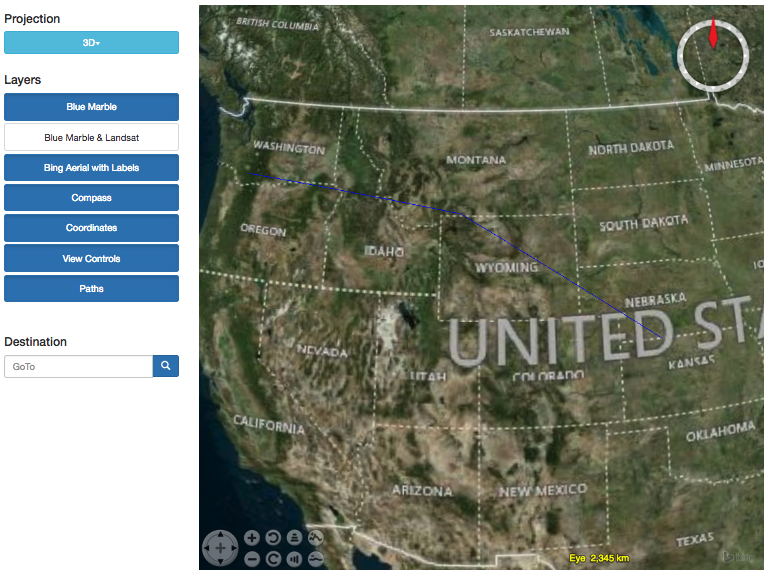 Projection
3D
Layers
Blue Marble
Blue Marble & Landsat
Bing Aerial with Labels
Compass
Coordinates
View Controls
Paths
Destination
GoTo
BRITISH COLUMBIA
SASKATCHEWAN
WASHINGTON
MONTANA
NORTH DAKOTA
MINNESOTA
OREGON
IDAHO
SOUTH DAKOTA
WYOMING
IO
NEBRASKA
UNITED STA
NEVADA
UTAH
COLORADO
KANSAS
CALIFORNIA
OKLAHOMA
ARIZONA
NEW MEXICO
TEXAS
Eye 2,345 km
bing